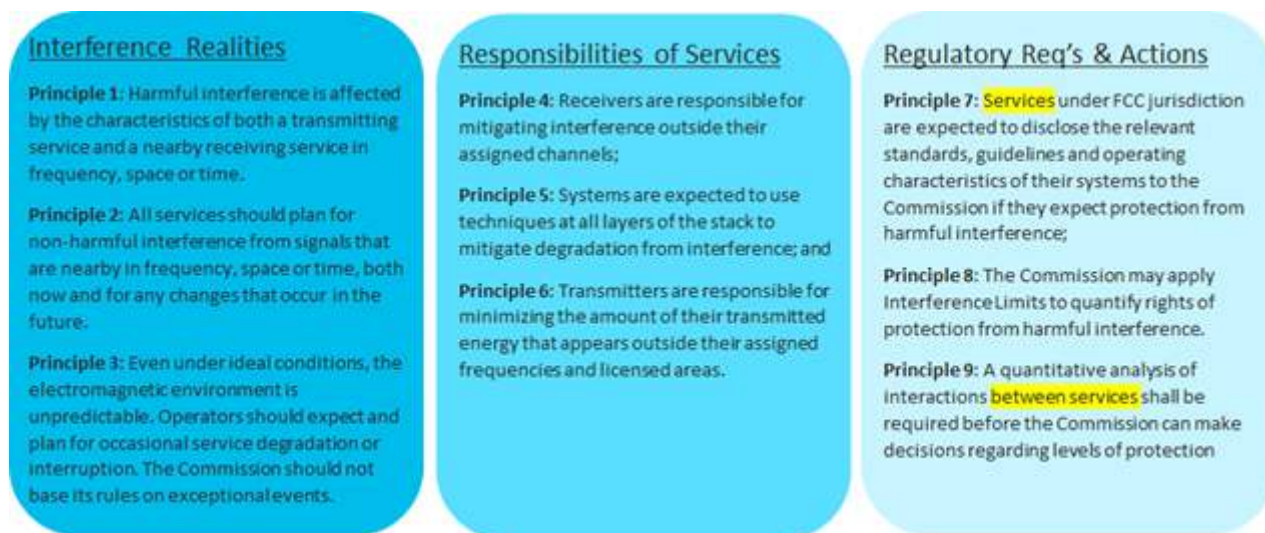 Interference Realities
Principle 1: Harmful interference is affected
by the characteristics of both a transmitting
service and a nearby receiving service in
frequency, space or time.
Principle 2: All services should plan for
non-harmful interference from signals that
are nearby in frequency, space or time, both
now and for any changes that occur in the
future.
Principle 3: Even under ideal conditions, the
electromagnetic environment is
unpredictable. Operators should expect and
plan for occasional service degradation or
interruption. The Commission should not
base its rules on exceptional events.
Responsibilities of Services
Principle 4: Receivers are responsible for
mitigating interference outside their
assigned channels;
Principle 5: Systems are expected to use
techniques at all layers of the stack to
mitigate degradation from interference; and
Principle 6: Transmitters are responsible for
minimizing the amount of their transmitted
energy that appears outside their assigned
frequencies and licensed areas.
Regulatory Req's & Actions
Principle 7: Services under FCC jurisdiction
are expected to disclose the relevant
standards, guidelines and operating
characteristics of their systems to the
Commission if they expect protection from
harmful interference;
Principle 8: The Commission may apply
Interference Limits to quantify rights of
protection from harmful interference.
Principle 9: A quantitative analysis of
interactions between services shall be
required before the Commission can make
decisions regarding levels of protection